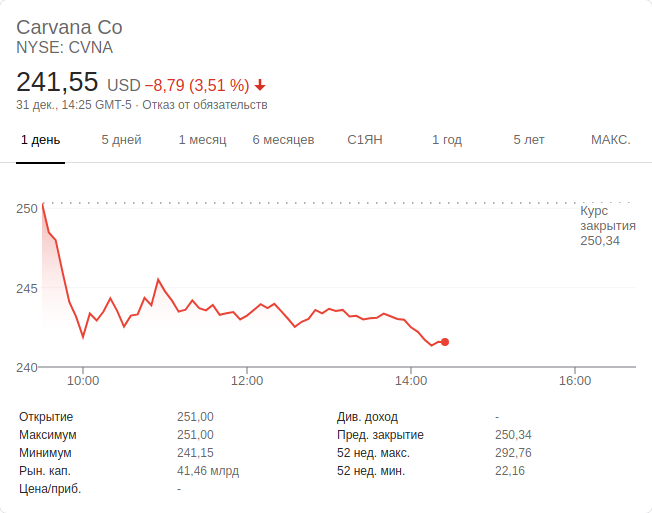 Carvana Co
NYSE: CVNA
241,55 USD −8,79 (3,51 %)
31 дек., 14:25 GMT-5 · Отказ от обязательств
1 день 5 дней 1 месяц 6 месяцев С1ЯН 1 год 5 лет МАКС.
250
Курс
закрытия
250,34
245
240
10:00 12:00 14:00 16:00
Открытие 251,00
Максимум 251,00
Минимум 241,15
Рын. кап. 41,46 млрд
Цена/приб. -
Див. доход -
Пред. закрытие 250,34
52 нед. макс. 292,76
52 нед. мин. 22,16